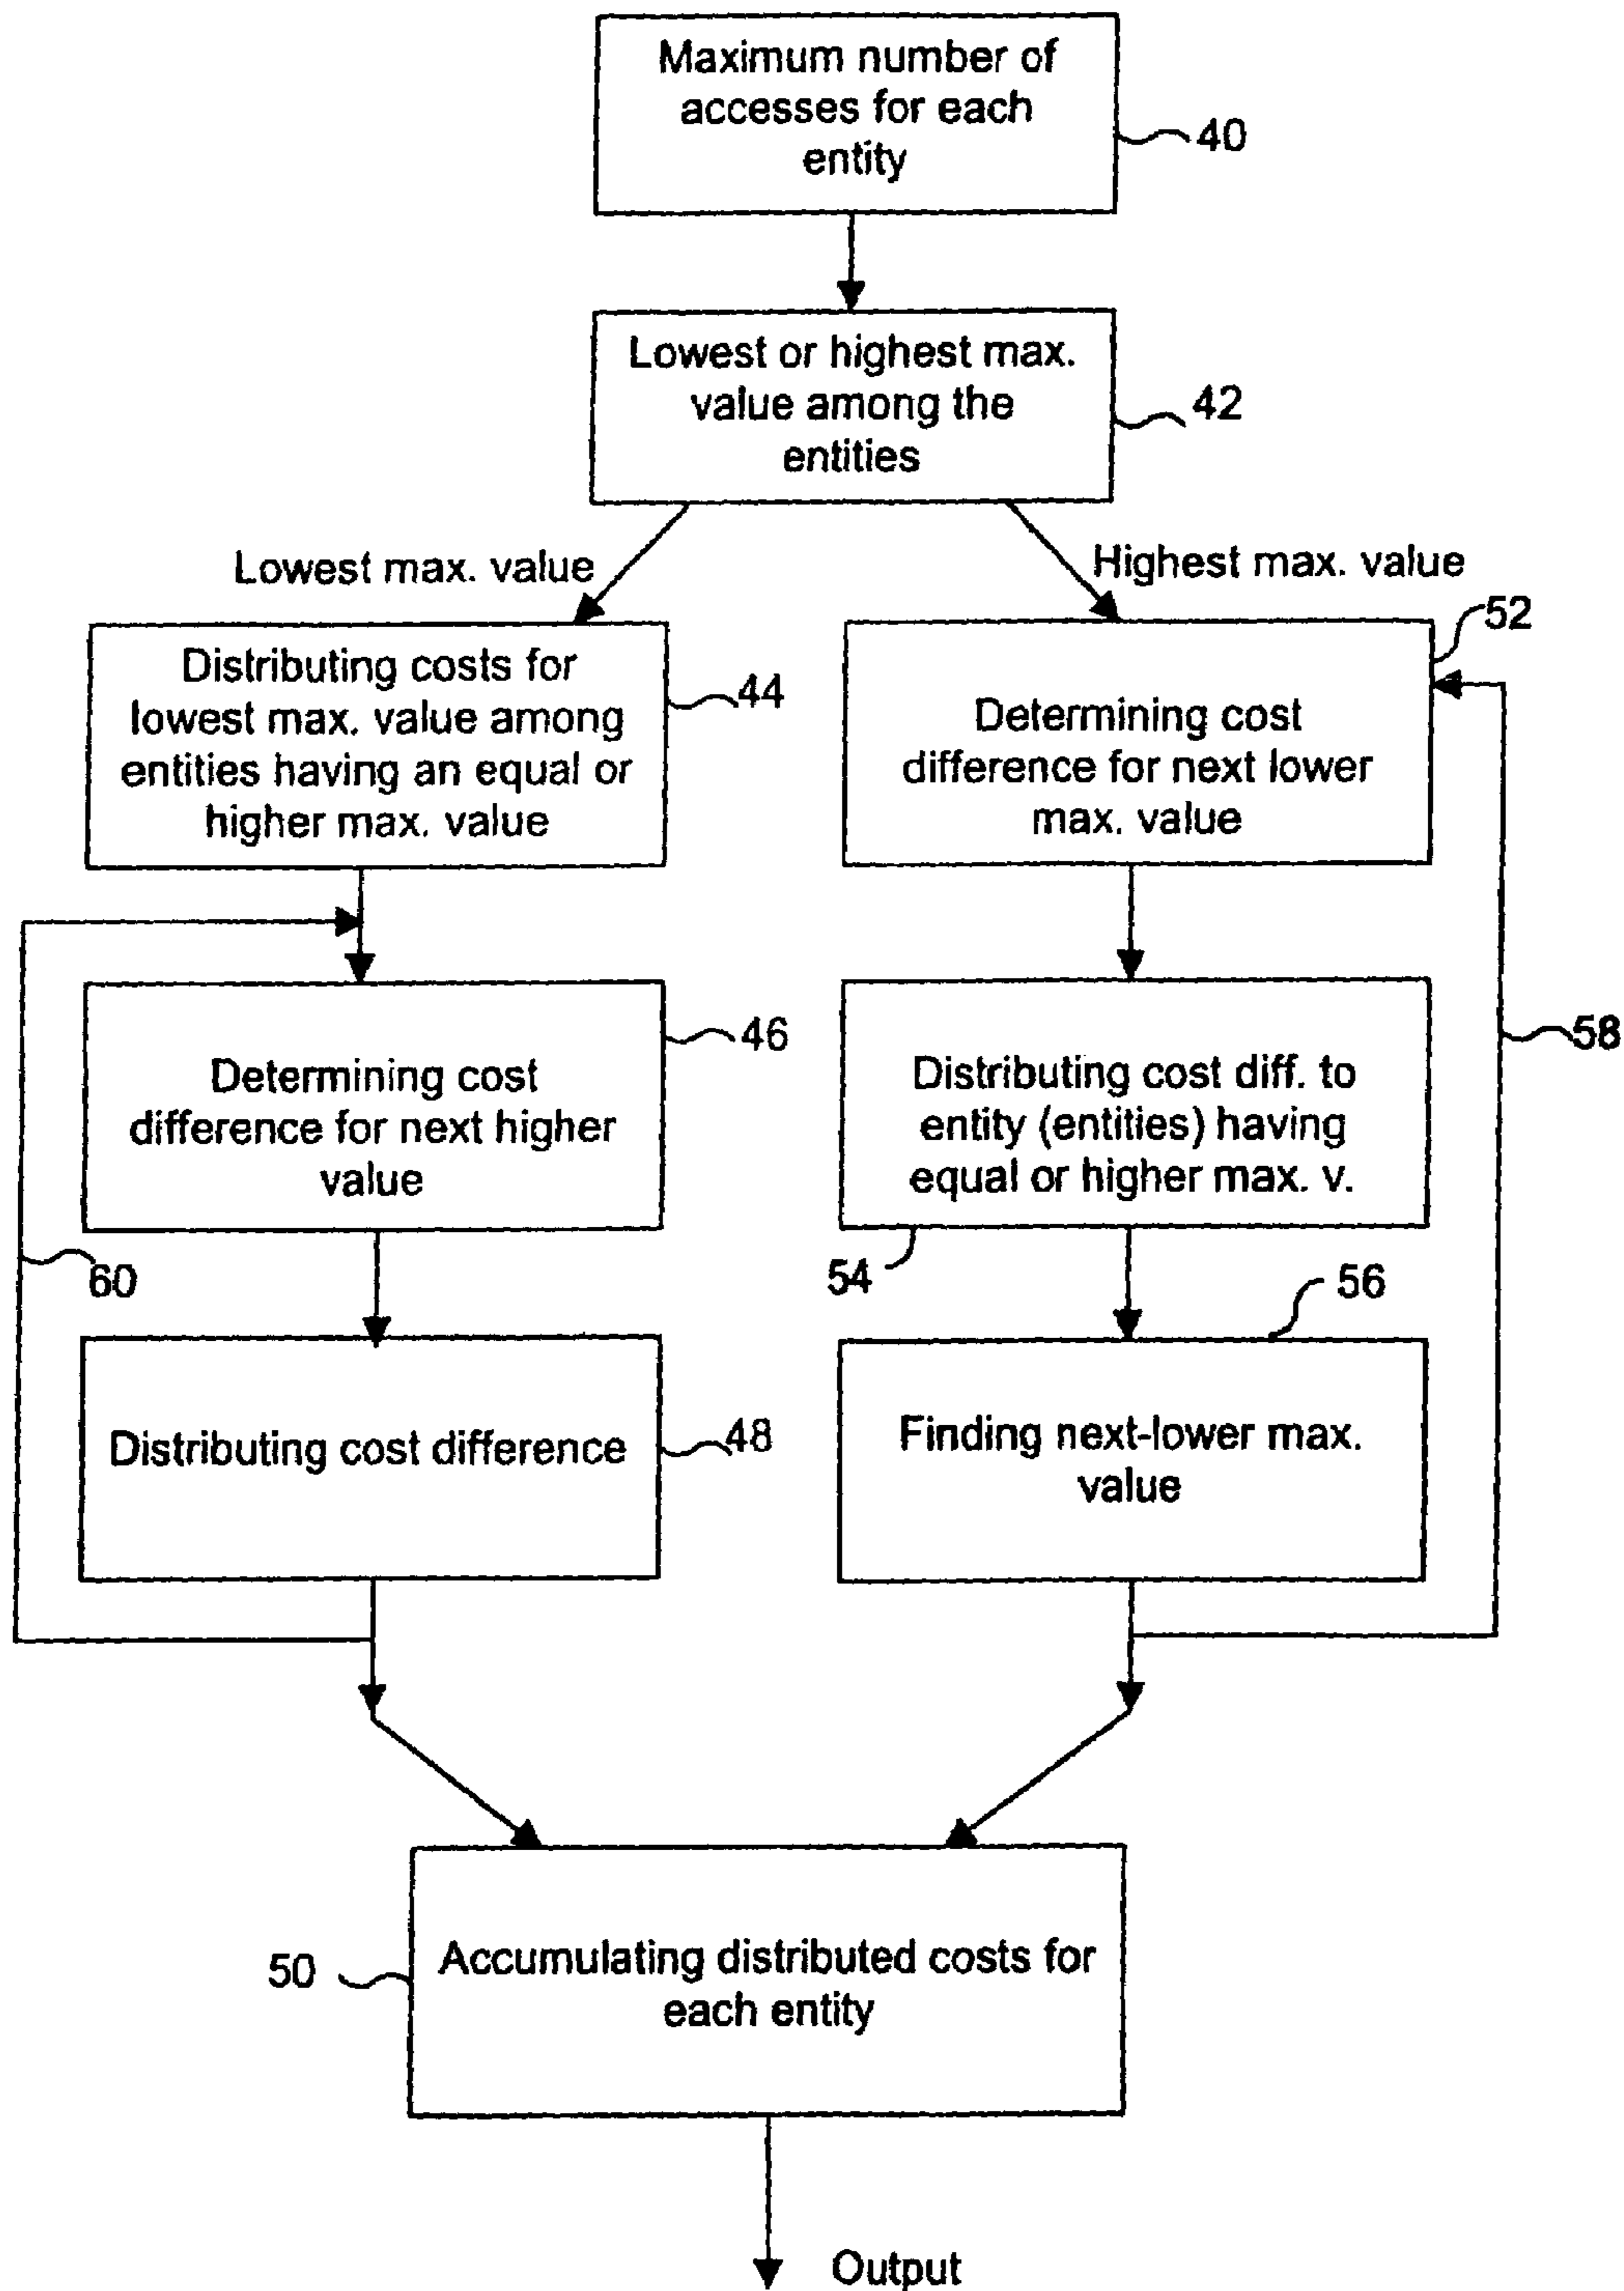 Maximum number of
accesses for each
entity
40
Lowest or highest max.
value among the
entities
42
Lowest max. value
Highest max. value
52
Distributing costs for
lowest max. value among
entities having an equal or
higher max. value
44
Determining cost
difference for next lower
max. value
46
Determining cost
difference for next higher
value
Distributing cost diff. to
entity (entities) having
equal or higher max. v.
58
60
54
56
Distributing cost difference
48
Finding next-lower max.
value
50
Accumulating distributed costs for
each entity
Output